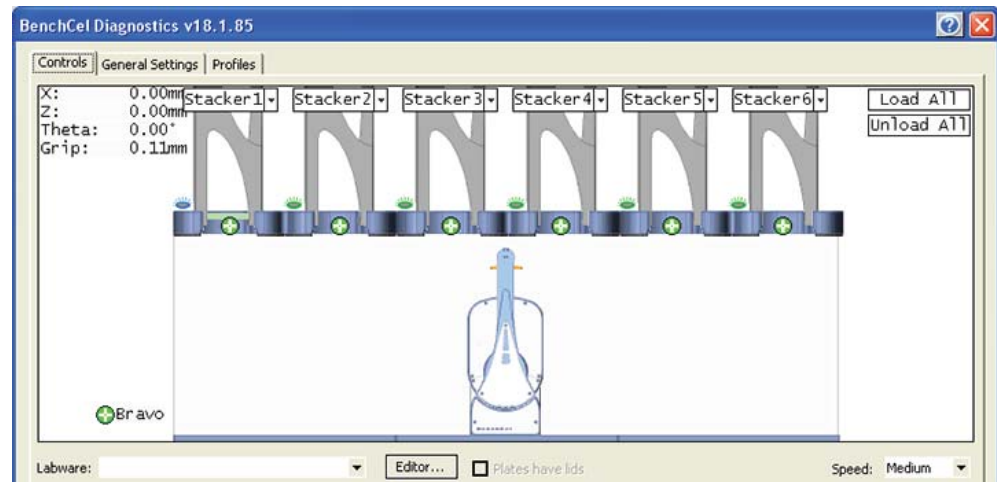 BenchCel Diagnostics v18.1.85
Controls General Settings Profiles
X: 0.00mm
Z: 0.00mm
Theta: 0.00°
Grip: 0.11mm
Stacker1 Stacker2 Stacker3 Stacker4 Stacker5 Stacker6
Load All
Unload All
Bravo
Labware: Editor... Plates have lids Speed: Medium